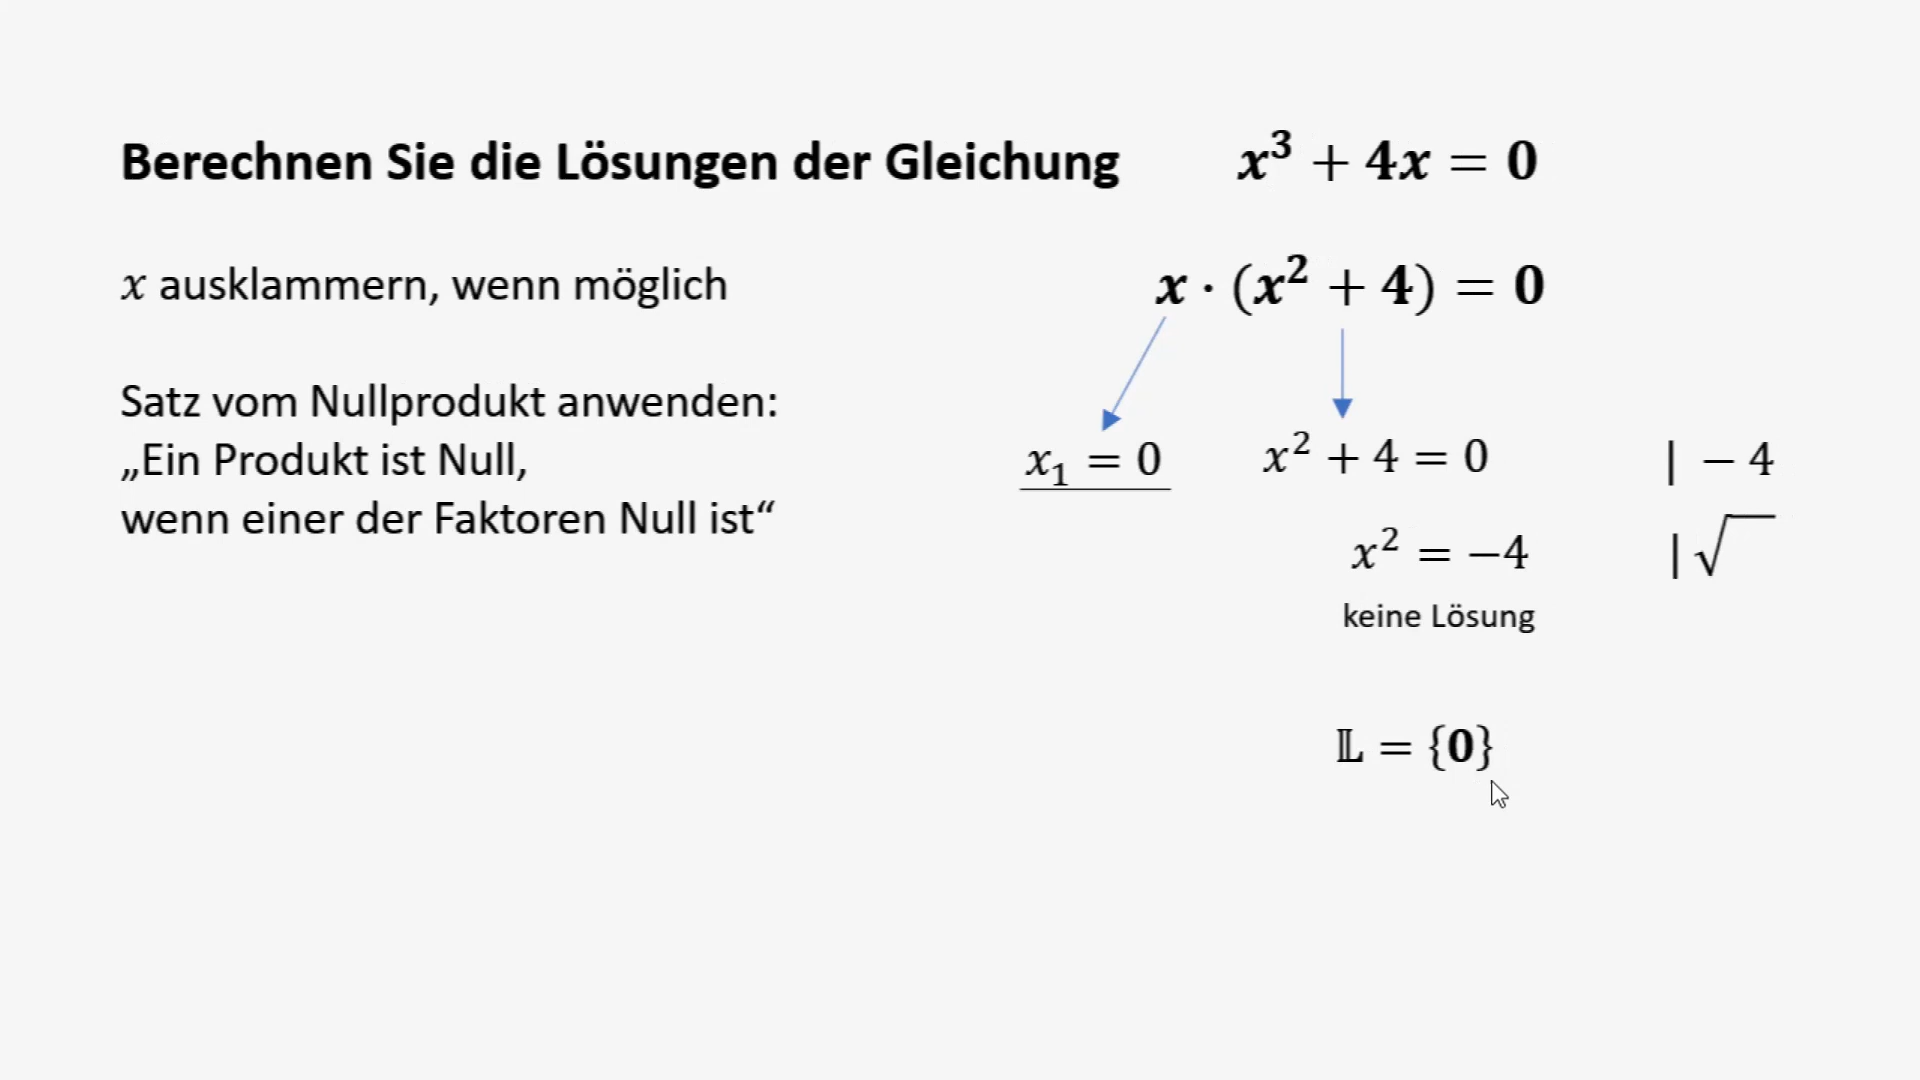 Berechnen Sie die Lösungen der Gleichung x³ + 4x = 0
x ausklammern, wenn möglich x · (x² + 4) = 0
Satz vom Nullprodukt anwenden:
„Ein Produkt ist Null, x₁ = 0 x² + 4 = 0 | − 4
wenn einer der Faktoren Null ist“
x² = −4 | √
keine Lösung
𝕃 = {0}